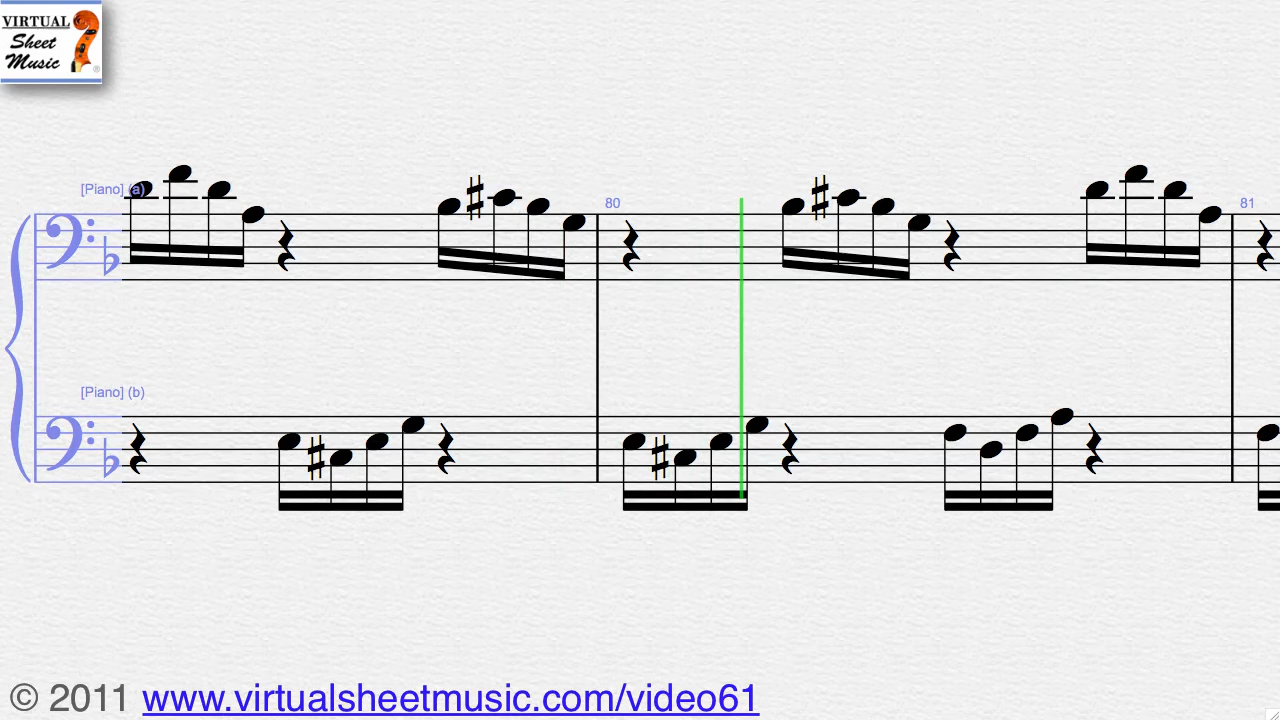 VIRTUAL
Sheet
Music
®
[Piano] (a)
80
81
[Piano] (b)
© 2011 www.virtualsheetmusic.com/video61